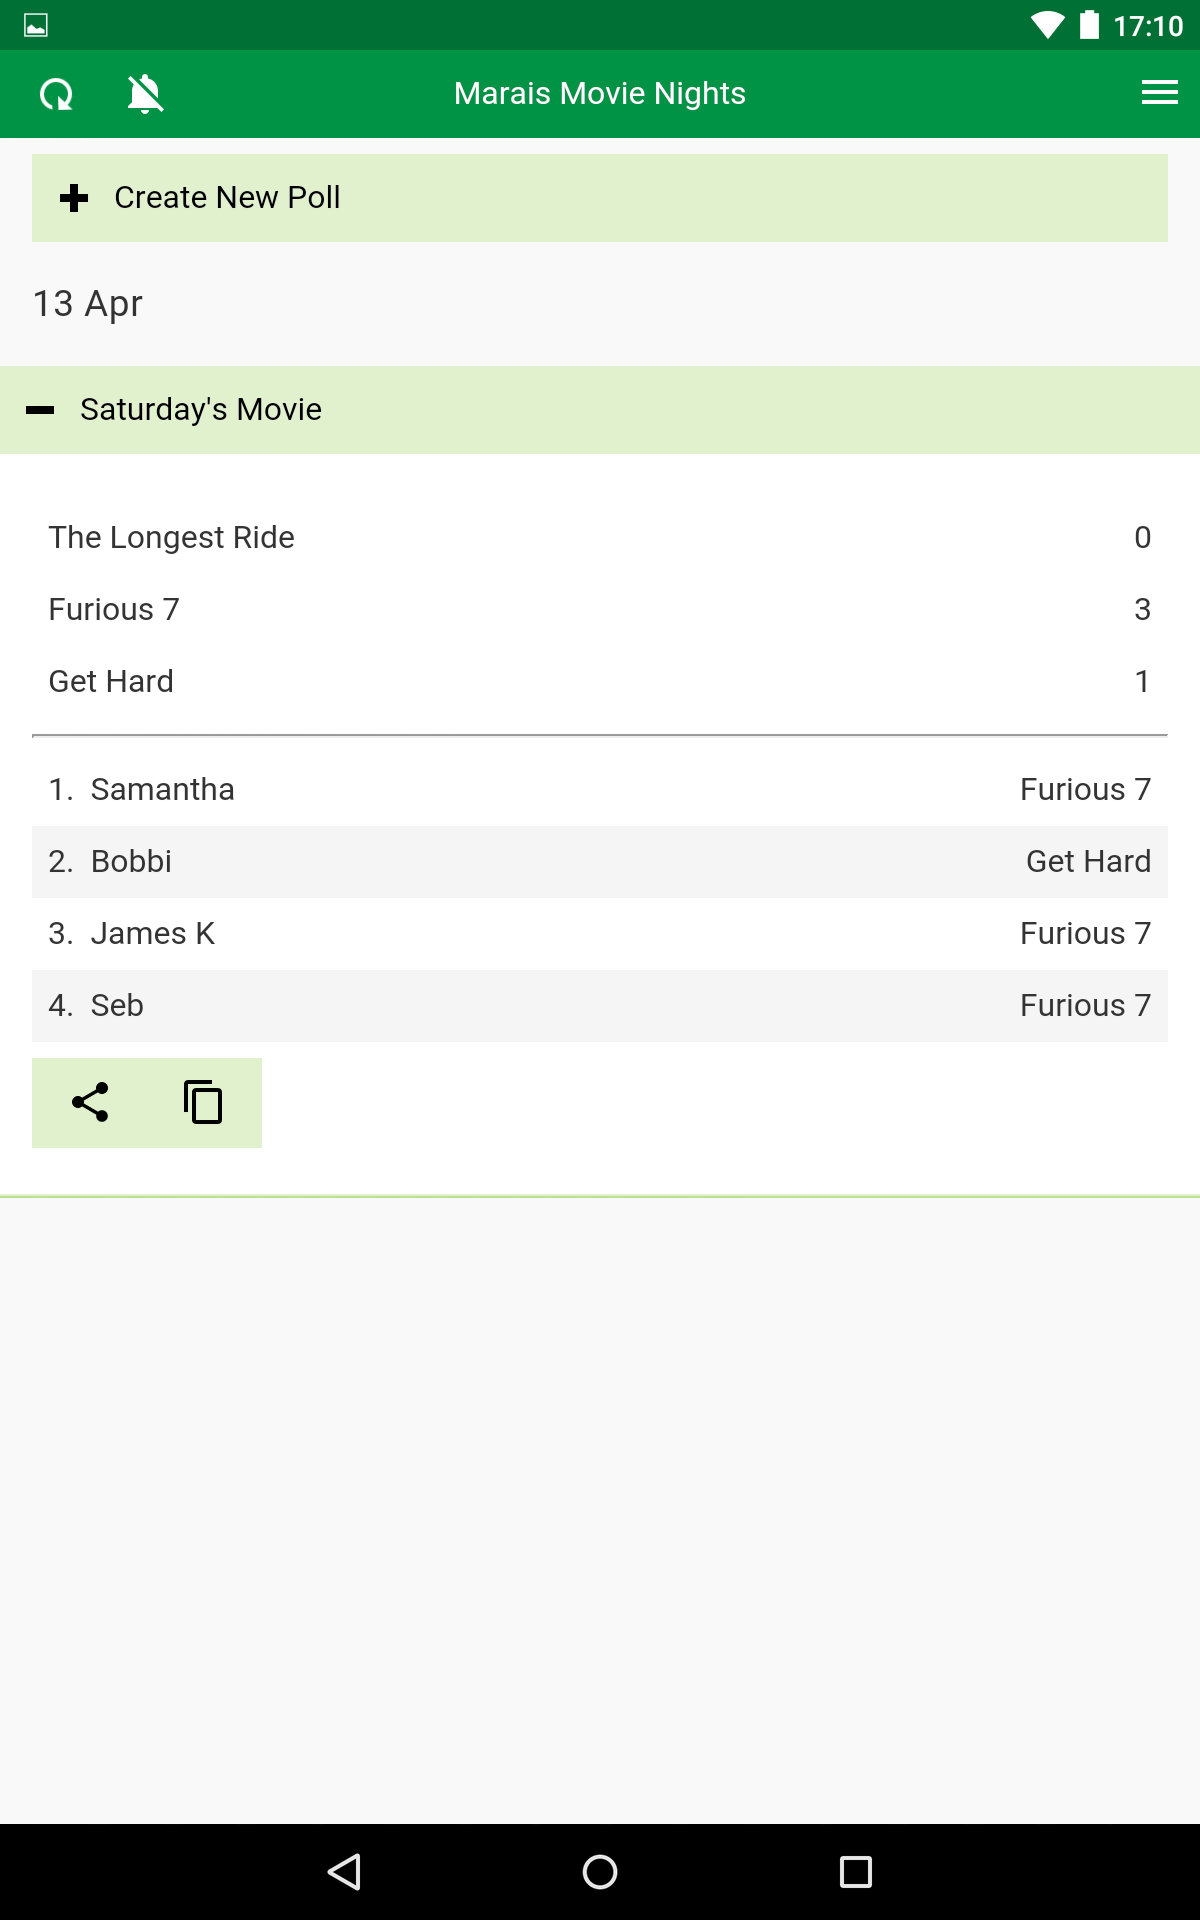 17:10
Marais Movie Nights
Create New Poll
13 Apr
Saturday's Movie
The Longest Ride 0
Furious 7 3
Get Hard 1
1. Samantha Furious 7
2. Bobbi Get Hard
3. James K Furious 7
4. Seb Furious 7